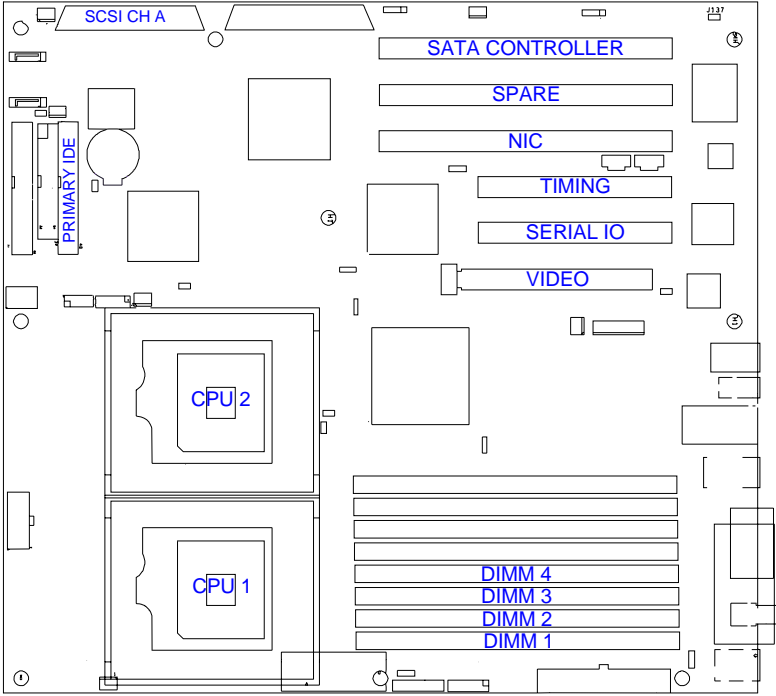 SCSI CH A
J137
SATA CONTROLLER
SPARE
NIC
PRIMARY IDE
TIMING
SERIAL IO
VIDEO
CPU 2
CPU 1
DIMM 4
DIMM 3
DIMM 2
DIMM 1